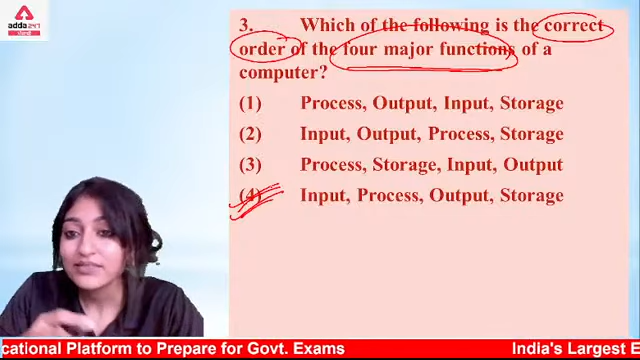 adda247
ਪੰਜਾਬੀ
3. Which of the following is the correct
order of the four major functions of a
computer?
(1) Process, Output, Input, Storage
(2) Input, Output, Process, Storage
(3) Process, Storage, Input, Output
(4) Input, Process, Output, Storage
cational Platform to Prepare for Govt. Exams India's Largest E